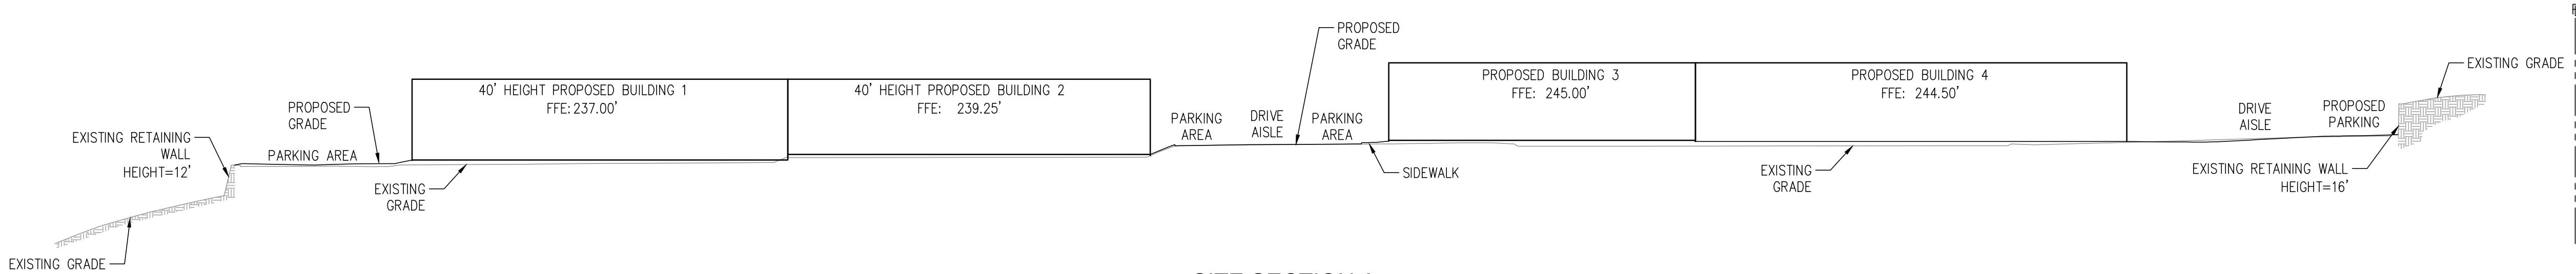 EXISTING RETAINING
WALL
HEIGHT=12'
EXISTING GRADE
PROPOSED
GRADE
PARKING AREA
EXISTING
GRADE
40' HEIGHT PROPOSED BUILDING 1
FFE: 237.00'
40' HEIGHT PROPOSED BUILDING 2
FFE: 239.25'
PARKING
AREA
DRIVE
AISLE
PARKING
AREA
PROPOSED
GRADE
SIDEWALK
PROPOSED BUILDING 3
FFE: 245.00'
PROPOSED BUILDING 4
FFE: 244.50'
EXISTING
GRADE
DRIVE
AISLE
PROPOSED
PARKING
EXISTING GRADE
EXISTING RETAINING WALL
HEIGHT=16'